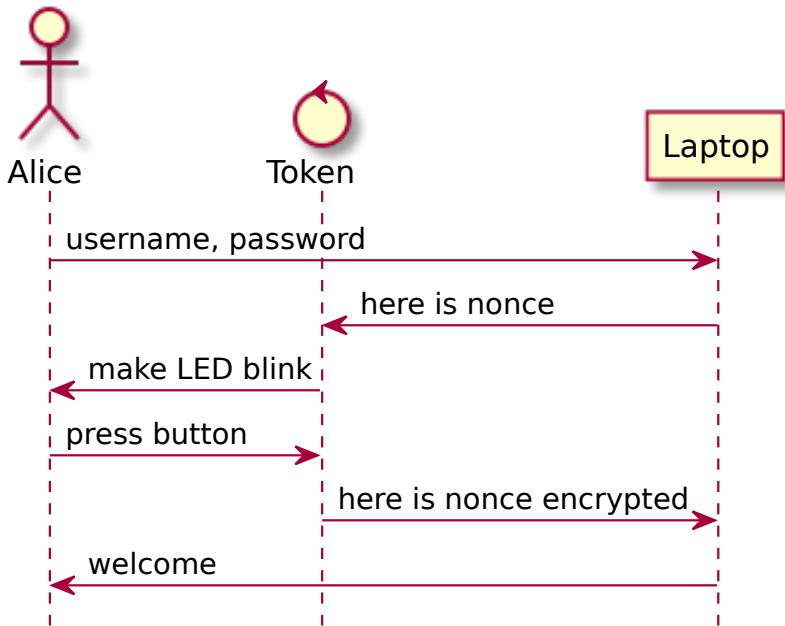 Alice
Token
Laptop
username, password
here is nonce
make LED blink
press button
here is nonce encrypted
welcome